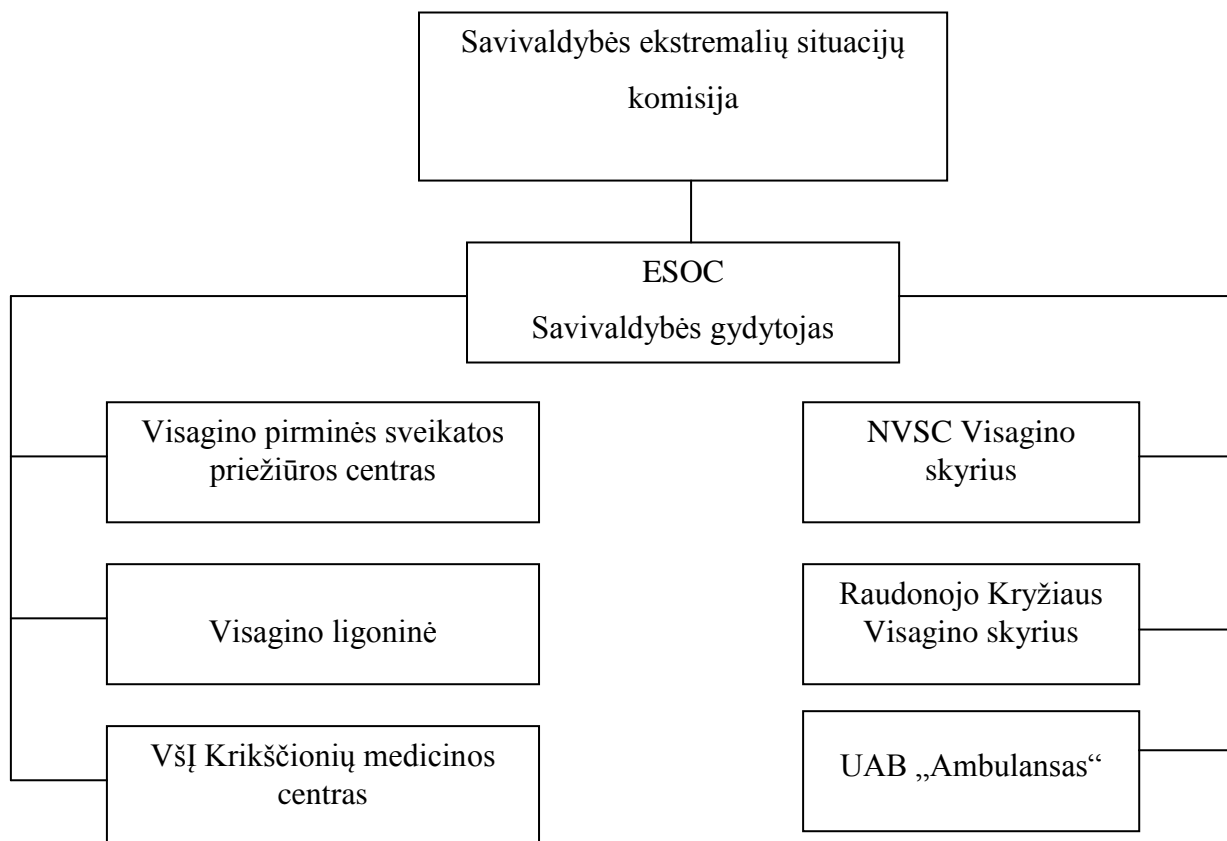 Savivaldybės ekstremalių situacijų
komisija
ESOC
Savivaldybės gydytojas
Visagino pirminės sveikatos
priežiūros centras
NVSC Visagino
skyrius
Visagino ligoninė
Raudonojo Kryžiaus
Visagino skyrius
VšĮ Krikščionių medicinos
centras
UAB „Ambulansas“